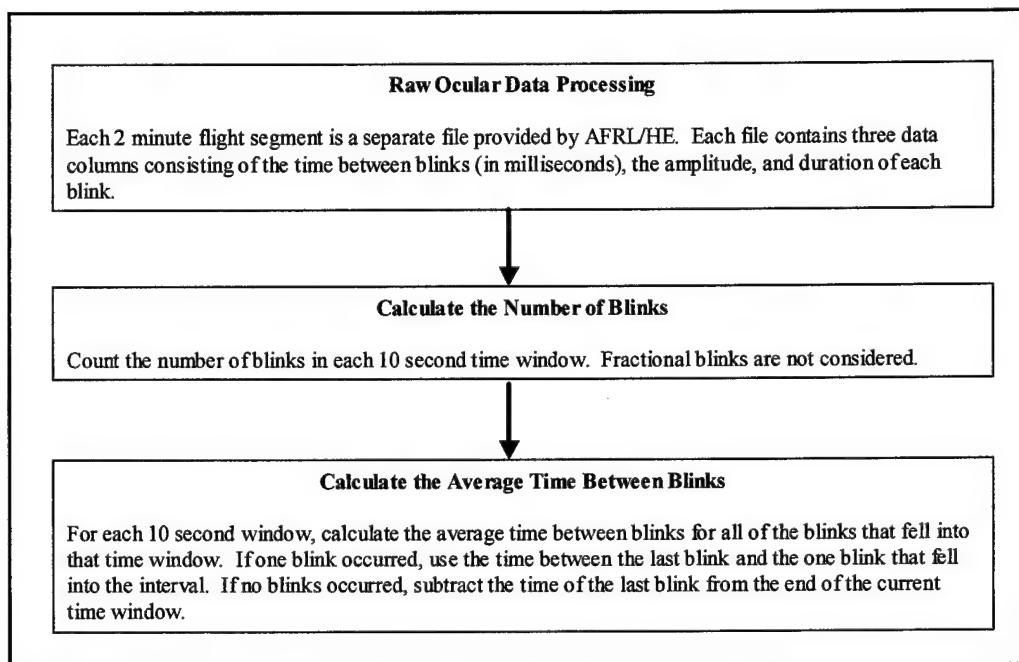 Raw Ocular Data Processing
Each 2 minute flight segment is a separate file provided by AFRL/HE. Each file contains three data
columns consisting of the time between blinks (in milliseconds), the amplitude, and duration of each
blink.
Calculate the Number of Blinks
Count the number of blinks in each 10 second time window. Fractional blinks are not considered.
Calculate the Average Time Between Blinks
For each 10 second window, calculate the average time between blinks for all of the blinks that fell into
that time window. If one blink occurred, use the time between the last blink and the one blink that fell
into the interval. If no blinks occurred, subtract the time of the last blink from the end of the current
time window.